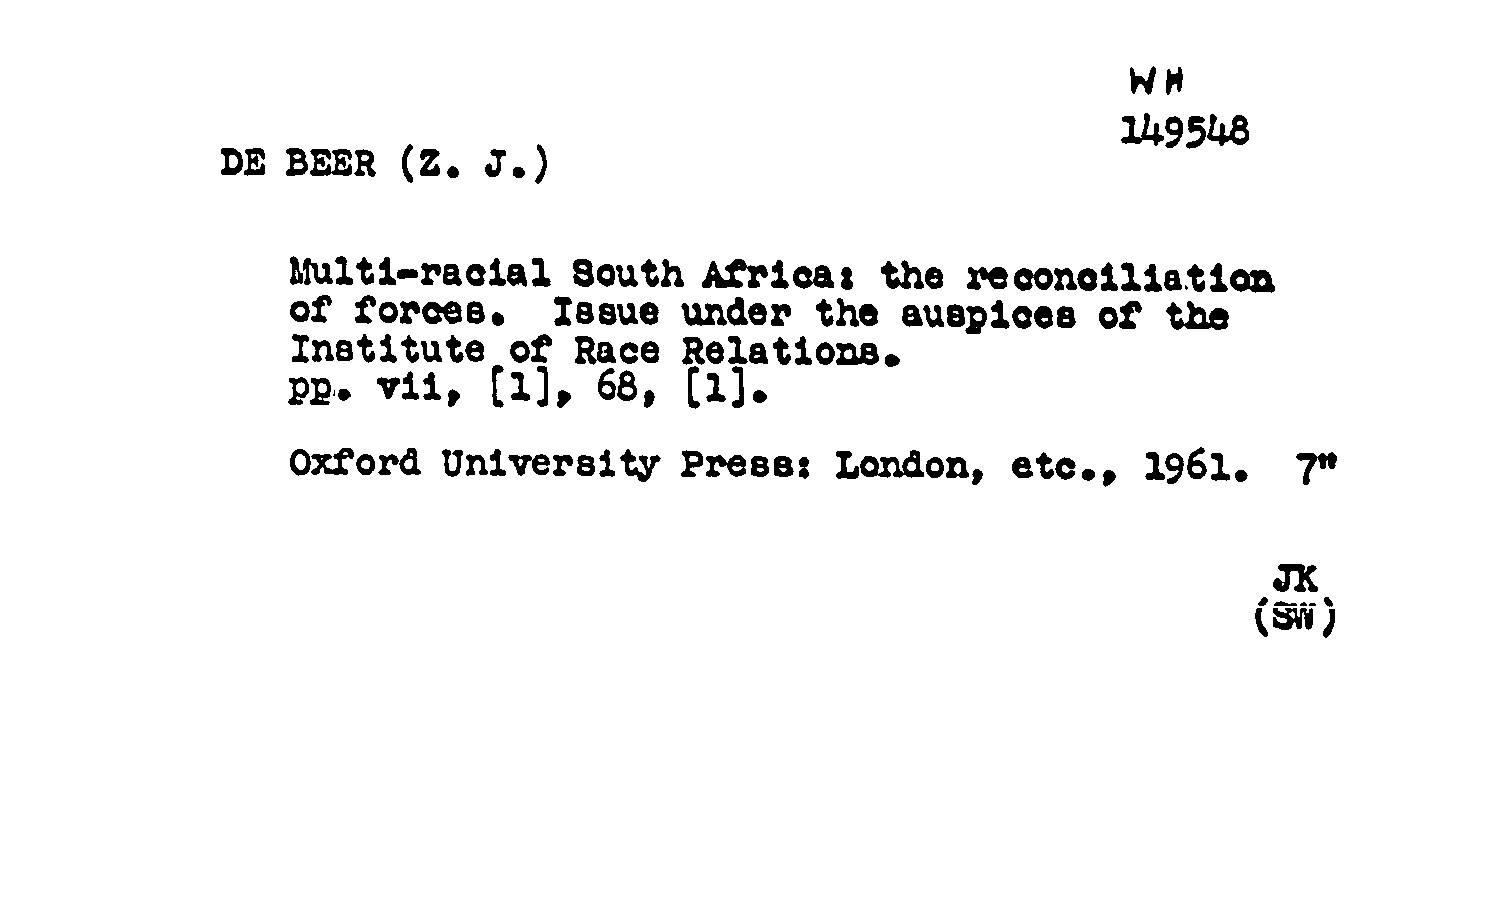 WH
149548
DE BEER (Z. J.)
Multi-racial South Africa: the reconciliation
of forces. Issue under the auspices of the
Institute of Race Relations.
pp. vii, [1], 68, [1].
Oxford University Press: London, etc., 1961. 7"
JK
(SW)